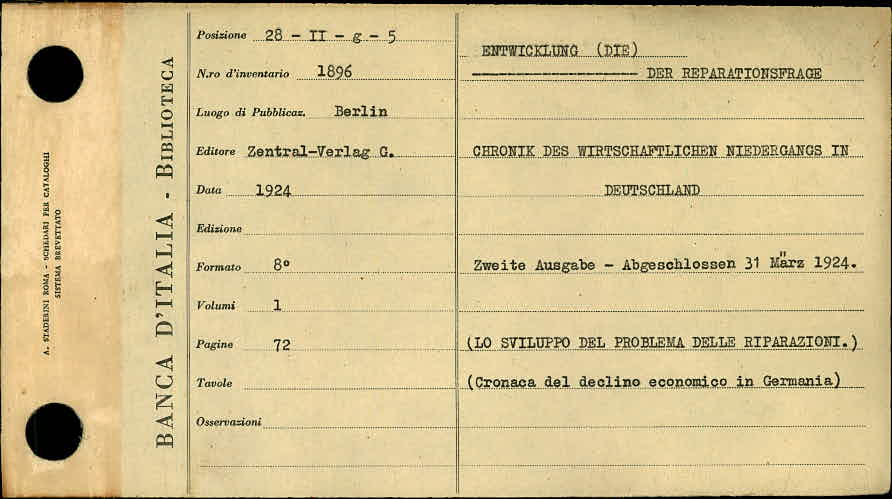 A. STADERINI ROMA - SCHEDARI PER CATALOGHI
SISTEMA BREVETTATO
BANCA D'ITALIA - BIBLIOTECA
Posizione 28 - II - g - 5
N.ro d'inventario 1896
Luogo di Pubblicaz. Berlin
Editore Zentral-Verlag G.
Data 1924
Edizione
Formato 8°
Volumi 1
Pagine 72
Tavole
Osservazioni
ENTWICKLUNG (DIE)
------------------- DER REPARATIONSFRAGE
CHRONIK DES WIRTSCHAFTLICHEN NIEDERGANGS IN
DEUTSCHLAND
Zweite Ausgabe - Abgeschlossen 31 März 1924.
(LO SVILUPPO DEL PROBLEMA DELLE RIPARAZIONI.)
(Cronaca del declino economico in Germania)